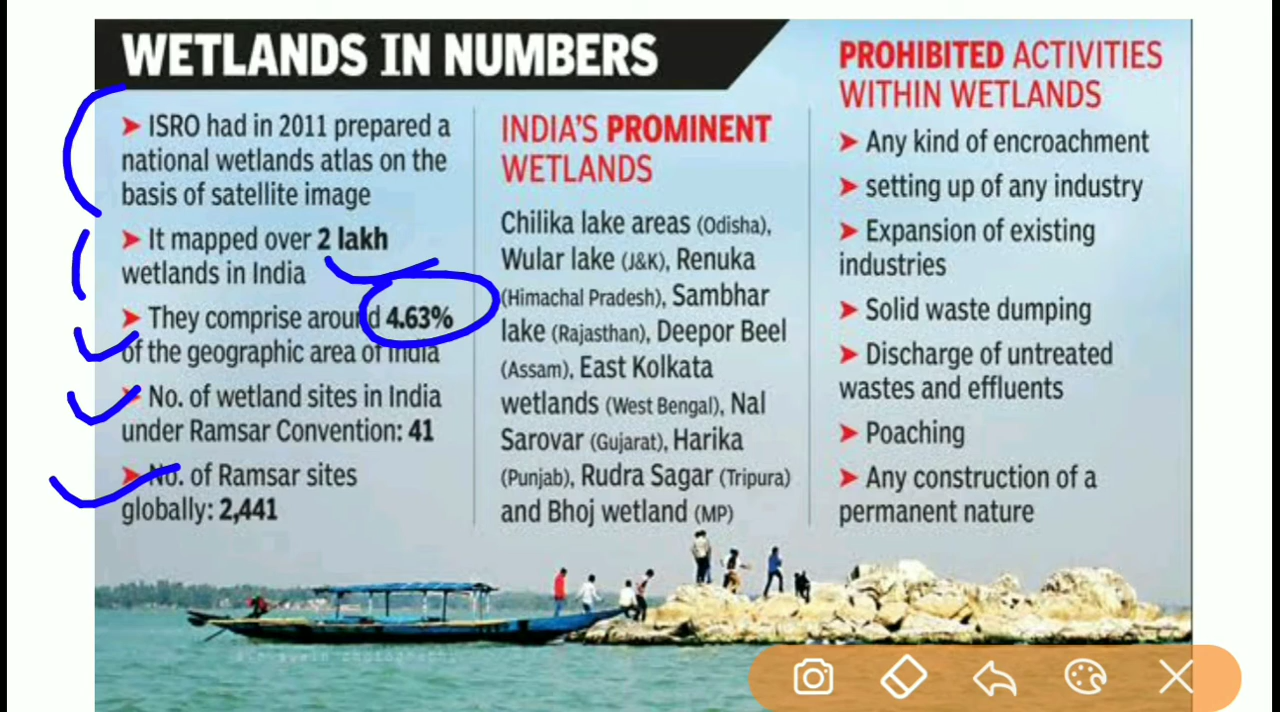 WETLANDS IN NUMBERS
➤ ISRO had in 2011 prepared a
national wetlands atlas on the
basis of satellite image
➤ It mapped over 2 lakh
wetlands in India
➤ They comprise around 4.63%
of the geographic area of India
➤ No. of wetland sites in India
under Ramsar Convention: 41
➤ No. of Ramsar sites
globally: 2,441
INDIA'S PROMINENT
WETLANDS
Chilika lake areas (Odisha),
Wular lake (J&K), Renuka
(Himachal Pradesh), Sambhar
lake (Rajasthan), Deepor Beel
(Assam), East Kolkata
wetlands (West Bengal), Nal
Sarovar (Gujarat), Harika
(Punjab), Rudra Sagar (Tripura)
and Bhoj wetland (MP)
PROHIBITED ACTIVITIES
WITHIN WETLANDS
➤ Any kind of encroachment
➤ setting up of any industry
➤ Expansion of existing
industries
➤ Solid waste dumping
➤ Discharge of untreated
wastes and effluents
➤ Poaching
➤ Any construction of a
permanent nature